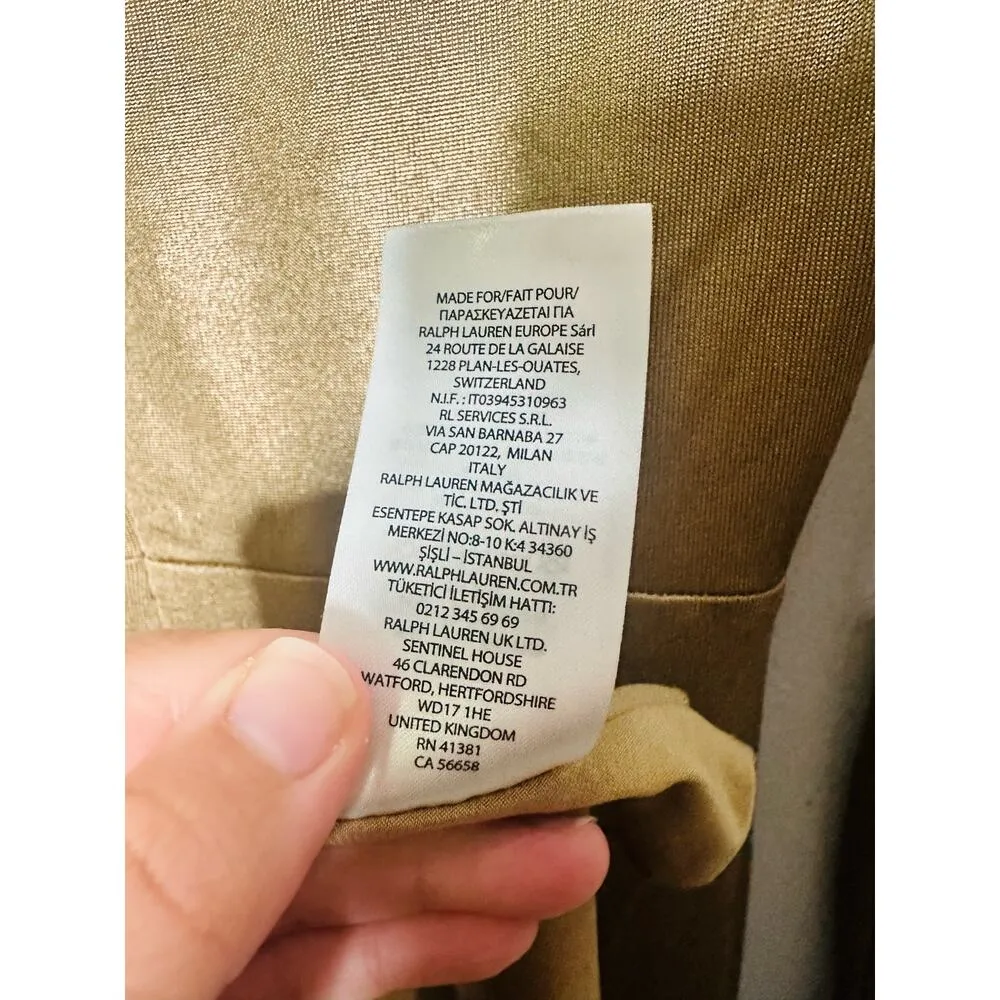 MADE FOR/FAIT POUR/
ΠΑΡΑΣΚΕΥΑΖΕΤΑΙ ΓΙΑ
RALPH LAUREN EUROPE Sárl
24 ROUTE DE LA GALAISE
1228 PLAN-LES-OUATES,
SWITZERLAND
N.I.F. : IT03945310963
RL SERVICES S.R.L.
VIA SAN BARNABA 27
CAP 20122, MILAN
ITALY
RALPH LAUREN MAĞAZACILIK VE
TİC. LTD. ŞTİ
ESENTEPE KASAP SOK. ALTINAY İŞ
MERKEZİ NO:8-10 K:4 34360
ŞİŞLİ – İSTANBUL
WWW.RALPHLAUREN.COM.TR
TÜKETİCİ İLETİŞİM HATTI:
0212 345 69 69
RALPH LAUREN UK LTD.
SENTINEL HOUSE
46 CLARENDON RD
WATFORD, HERTFORDSHIRE
WD17 1HE
UNITED KINGDOM
RN 41381
CA 56658